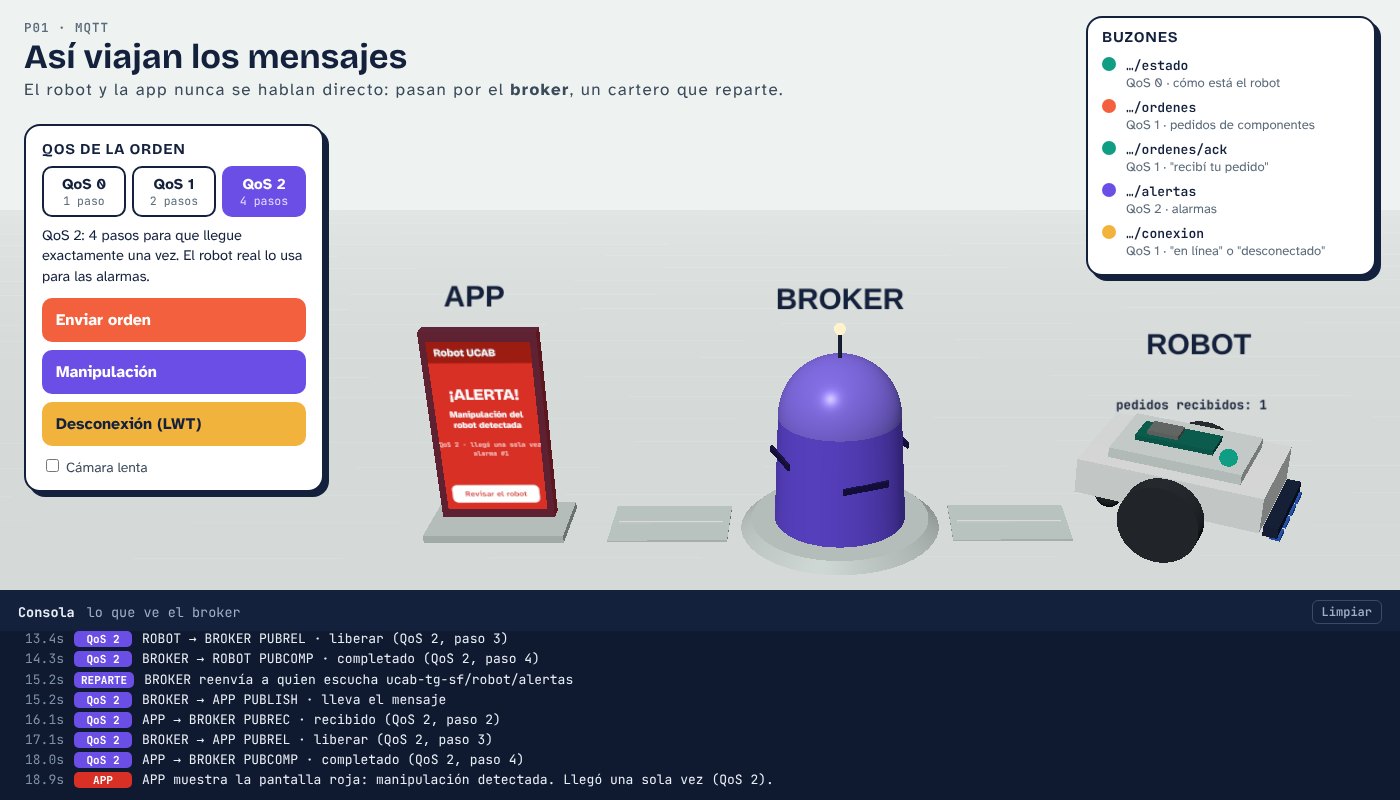 P01 · MQTT
Así viajan los mensajes
El robot y la app nunca se hablan directo: pasan por el broker, un cartero que reparte.
QOS DE LA ORDEN
QoS 0
1 paso
QoS 1
2 pasos
QoS 2
4 pasos
QoS 2: 4 pasos para que llegue
exactamente una vez. El robot real lo usa
para las alarmas.
Enviar orden
Manipulación
Desconexión (LWT)
Cámara lenta
BUZONES
…/estado
QoS 0 · cómo está el robot
…/ordenes
QoS 1 · pedidos de componentes
…/ordenes/ack
QoS 1 · "recibí tu pedido"
…/alertas
QoS 2 · alarmas
…/conexion
QoS 1 · "en línea" o "desconectado"
APP
Robot UCAB
¡ALERTA!
Manipulación del
robot detectada
QoS 2 · llegó una sola vez
alarma #1
Revisar el robot
BROKER
ROBOT
pedidos recibidos: 1
Consola lo que ve el broker
Limpiar
13.4s QoS 2 ROBOT → BROKER PUBREL · liberar (QoS 2, paso 3)
14.3s QoS 2 BROKER → ROBOT PUBCOMP · completado (QoS 2, paso 4)
15.2s REPARTE BROKER reenvía a quien escucha ucab-tg-sf/robot/alertas
15.2s QoS 2 BROKER → APP PUBLISH · lleva el mensaje
16.1s QoS 2 APP → BROKER PUBREC · recibido (QoS 2, paso 2)
17.1s QoS 2 BROKER → APP PUBREL · liberar (QoS 2, paso 3)
18.0s QoS 2 APP → BROKER PUBCOMP · completado (QoS 2, paso 4)
18.9s APP APP muestra la pantalla roja: manipulación detectada. Llegó una sola vez (QoS 2).